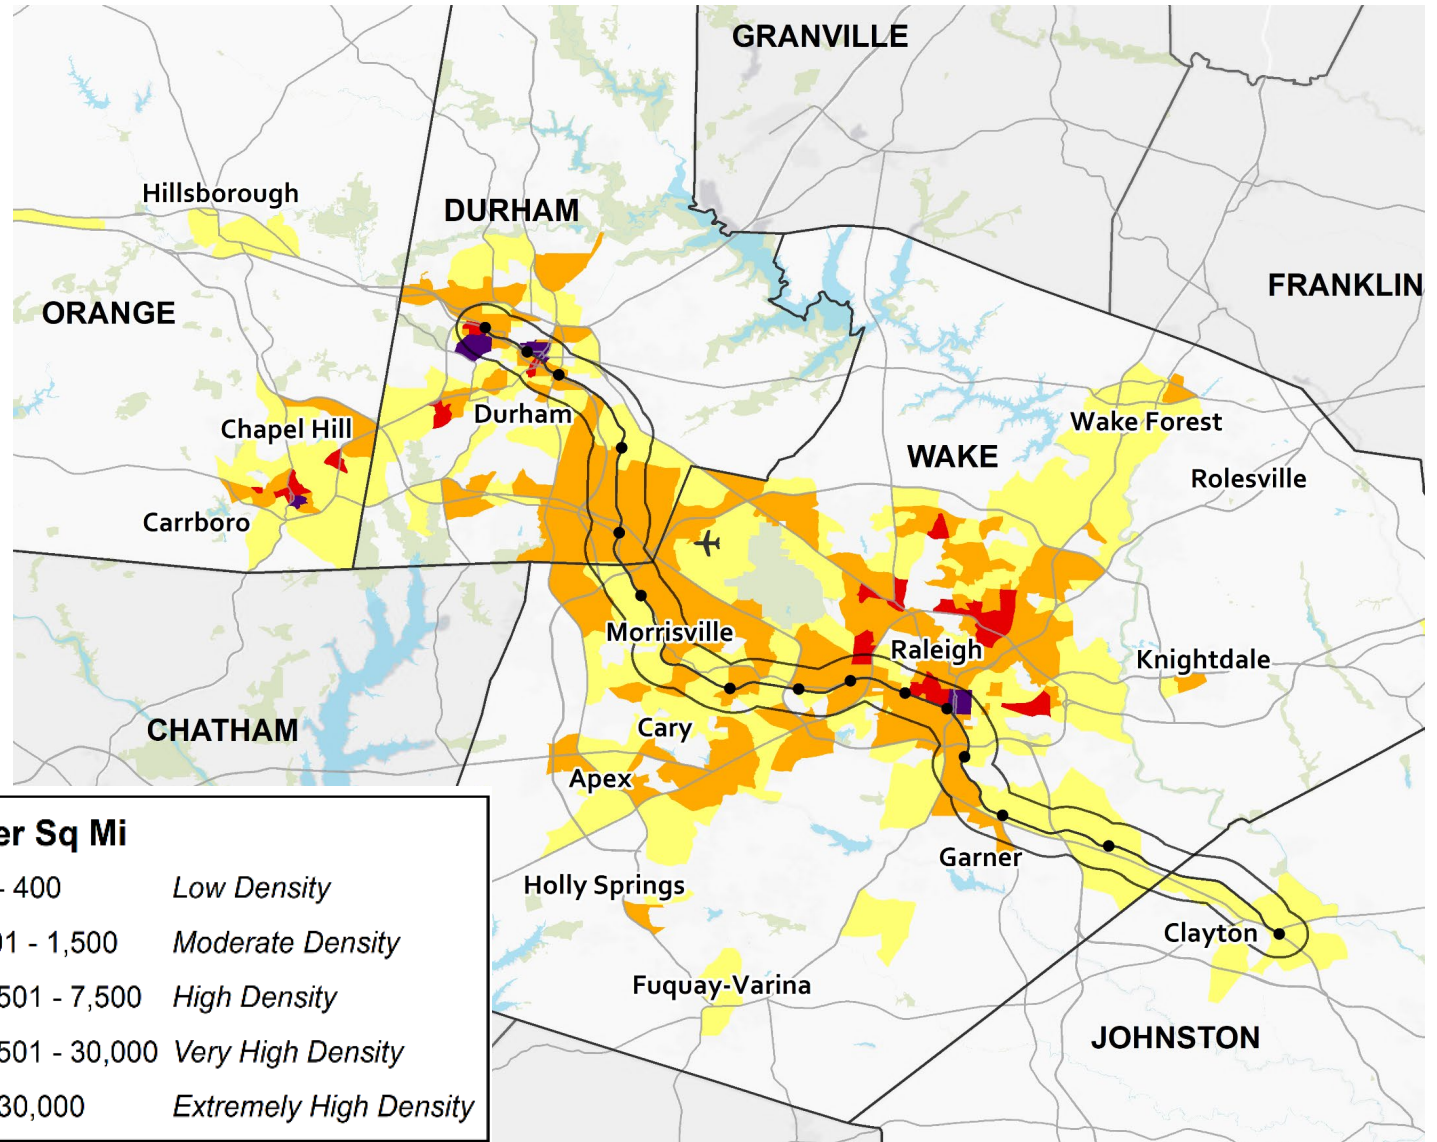 GRANVILLE
Hillsborough
DURHAM
FRANKLIN
ORANGE
Durham
Chapel Hill
Wake Forest
WAKE
Rolesville
Carrboro
Morrisville
Raleigh
Knightdale
CHATHAM
Cary
Apex
er Sq Mi
Garner
- 400 Low Density
Holly Springs
01 - 1,500 Moderate Density
Clayton
501 - 7,500 High Density
Fuquay-Varina
JOHNSTON
501 - 30,000 Very High Density
30,000 Extremely High Density